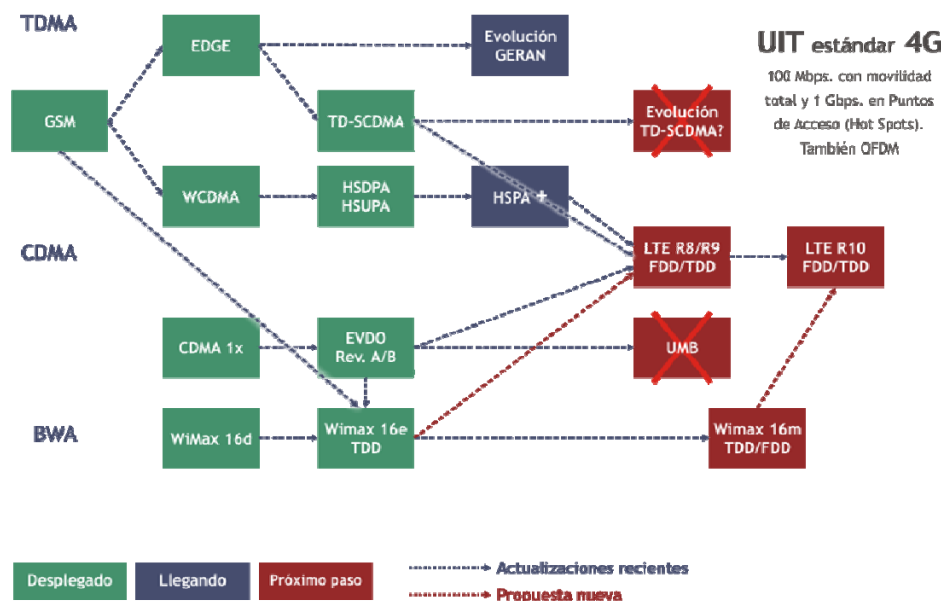 TDMA
EDGE
Evolución
GERAN
UIT estándar 4G
100 Mbps. con movilidad
total y 1 Gbps. en Puntos
de Acceso (Hot Spots).
También OFDM
GSM
TD-SCDMA
Evolución
TD-SCDMA?
WCDMA
HSDPA
HSUPA
HSPA +
CDMA
LTE R8/R9
FDD/TDD
LTE R10
FDD/TDD
CDMA 1x
EVDO
Rev. A/B
UMB
BWA
WiMax 16d
Wimax 16e
TDD
Wimax 16m
TDD/FDD
Desplegado
Llegando
Próximo paso
Actualizaciones recientes
Propuesta nueva